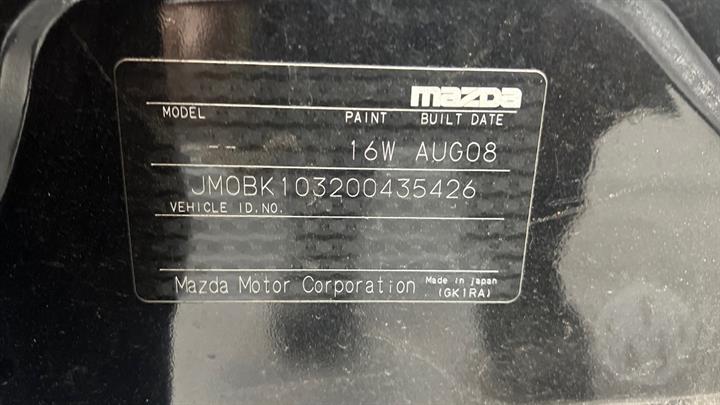 mazda
MODEL PAINT BUILT DATE
-- 16W AUG08
JM0BK103200435426
VEHICLE ID.NO.
Mazda Motor Corporation Made in Japan
(GK1RA)